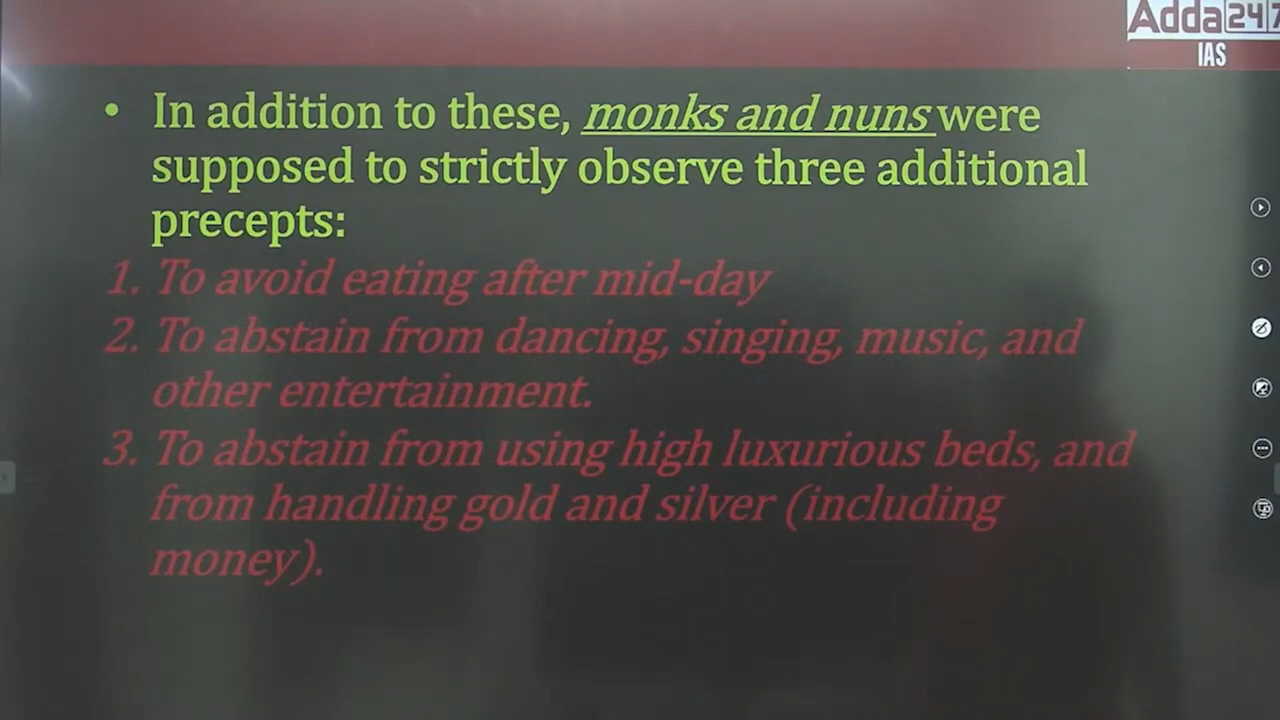 Adda247
IAS
• In addition to these, monks and nuns were
supposed to strictly observe three additional
precepts:
1. To avoid eating after mid-day
2. To abstain from dancing, singing, music, and
other entertainment.
3. To abstain from using high luxurious beds, and
from handling gold and silver (including
money).